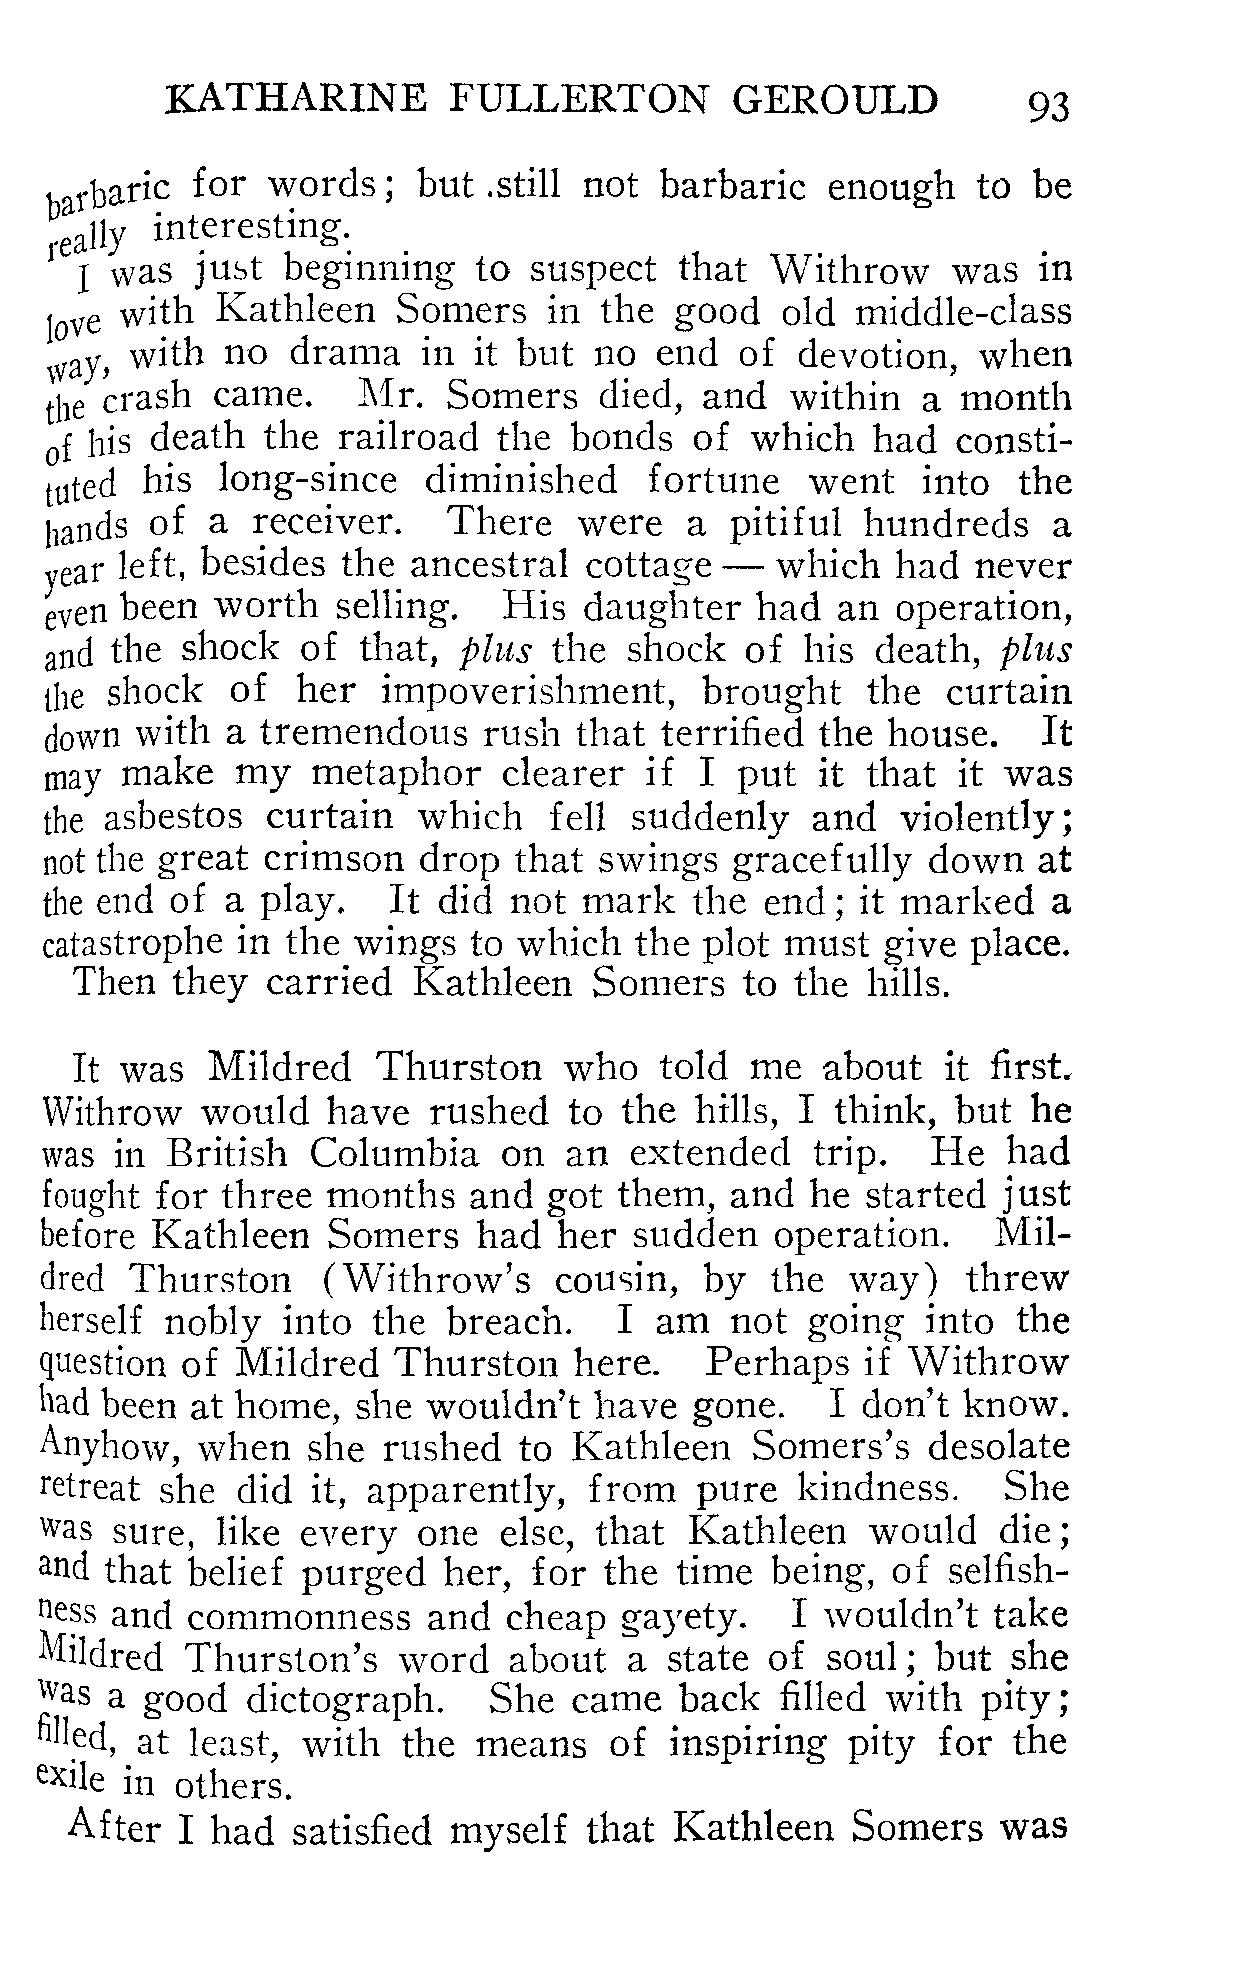 KATHARINE FULLERTON GEROULD 93
barbaric for words; but .still not barbaric enough to be
really interesting.
I was just beginning to suspect that Withrow was in
love with Kathleen Somers in the good old middle-class
way, with no drama in it but no end of devotion, when
the crash came. Mr. Somers died, and within a month
of his death the railroad the bonds of which had consti-
tuted his long-since diminished fortune went into the
hands of a receiver. There were a pitiful hundreds a
year left, besides the ancestral cottage — which had never
even been worth selling. His daughter had an operation,
and the shock of that, plus the shock of his death, plus
the shock of her impoverishment, brought the curtain
down with a tremendous rush that terrified the house. It
may make my metaphor clearer if I put it that it was
the asbestos curtain which fell suddenly and violently;
not the great crimson drop that swings gracefully down at
the end of a play. It did not mark the end; it marked a
catastrophe in the wings to which the plot must give place.
Then they carried Kathleen Somers to the hills.
It was Mildred Thurston who told me about it first.
Withrow would have rushed to the hills, I think, but he
was in British Columbia on an extended trip. He had
fought for three months and got them, and he started just
before Kathleen Somers had her sudden operation. Mil-
dred Thurston (Withrow's cousin, by the way) threw
herself nobly into the breach. I am not going into the
question of Mildred Thurston here. Perhaps if Withrow
had been at home, she wouldn't have gone. I don't know.
Anyhow, when she rushed to Kathleen Somers's desolate
retreat she did it, apparently, from pure kindness. She
was sure, like every one else, that Kathleen would die;
and that belief purged her, for the time being, of selfish-
ness and commonness and cheap gayety. I wouldn't take
Mildred Thurston's word about a state of soul; but she
was a good dictograph. She came back filled with pity;
filled, at least, with the means of inspiring pity for the
exile in others.
After I had satisfied myself that Kathleen Somers was